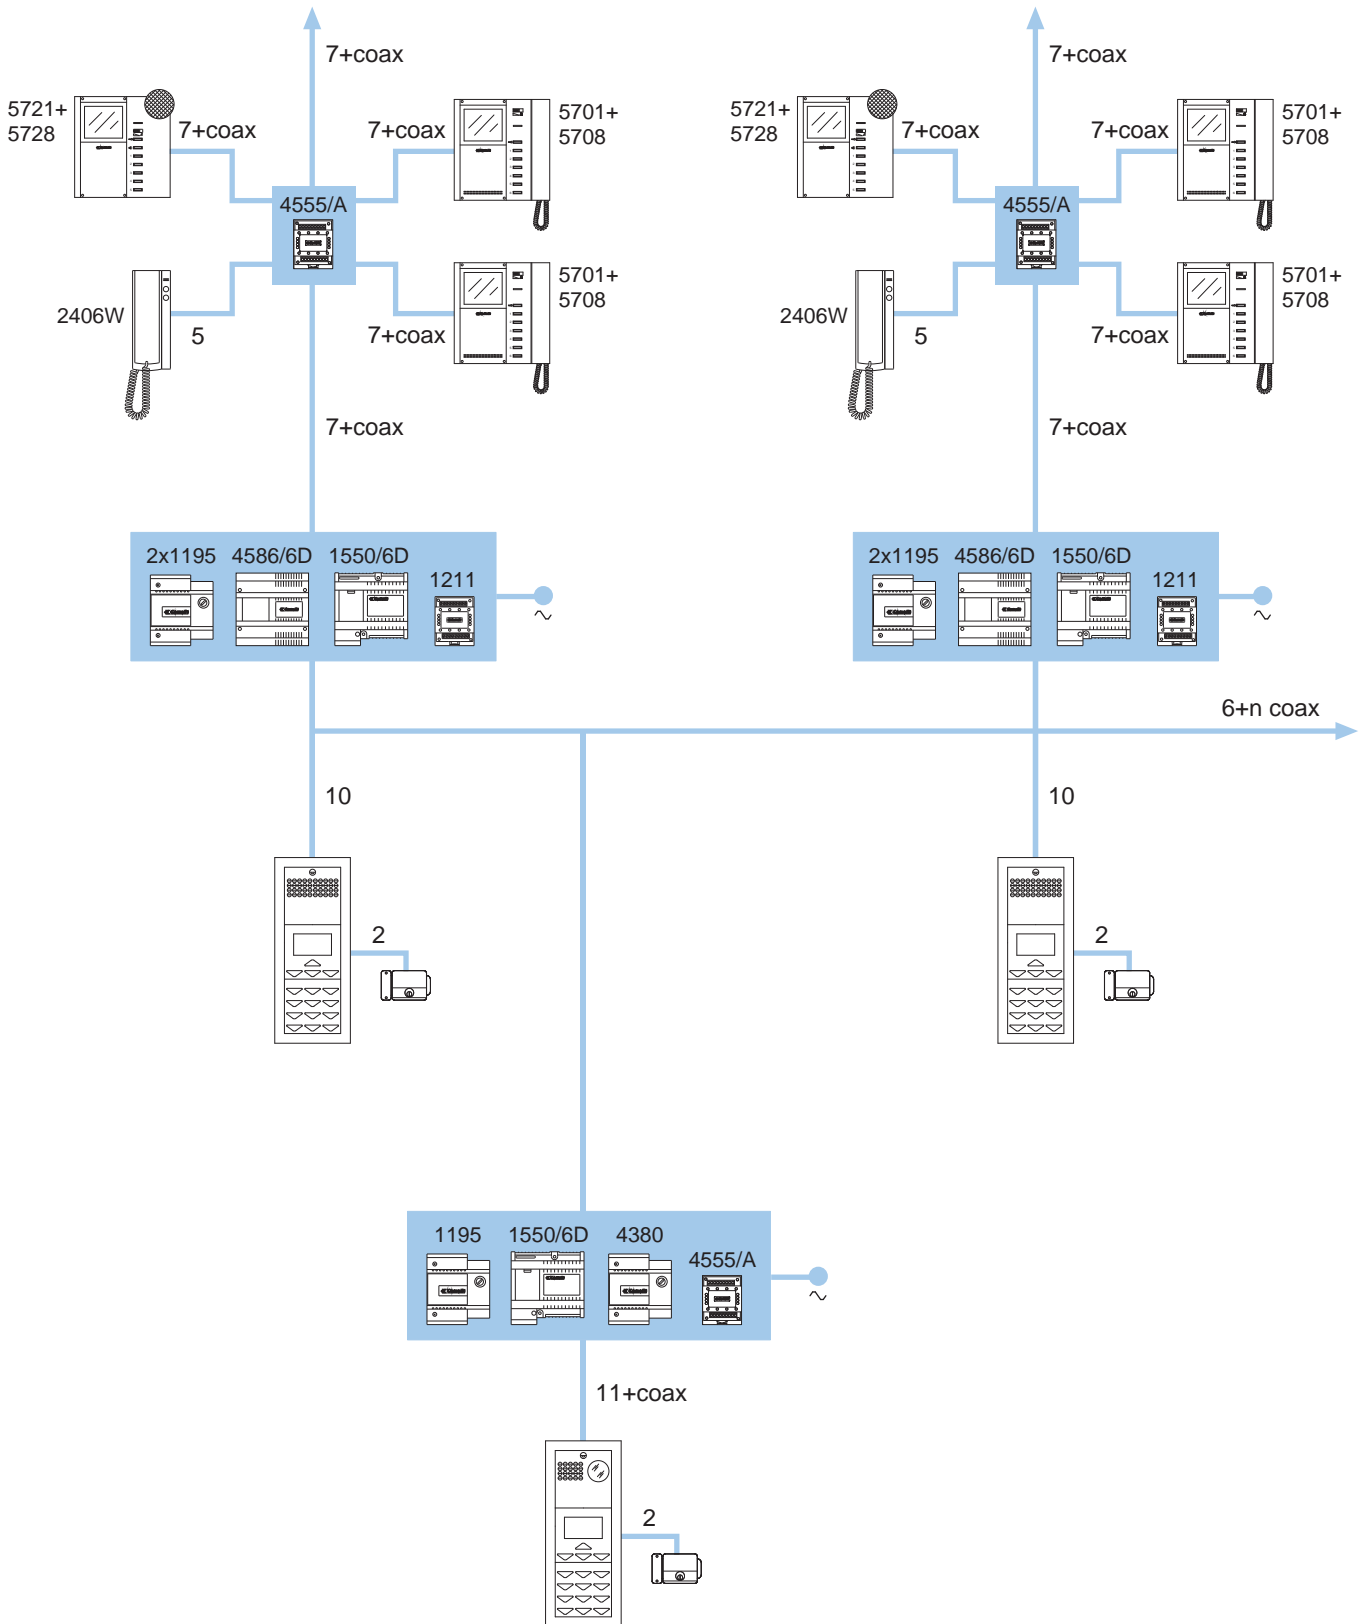 7+coax
7+coax
5721+
5728
7+coax
7+coax
5701+
5708
5721+
5728
7+coax
7+coax
5701+
5708
4555/A
4555/A
2406W
5
7+coax
5701+
5708
2406W
5
7+coax
5701+
5708
7+coax
7+coax
2x1195
4586/6D
1550/6D
1211
2x1195
4586/6D
1550/6D
1211
6+n coax
10
10
2
2
1195
1550/6D
4380
4555/A
11+coax
2